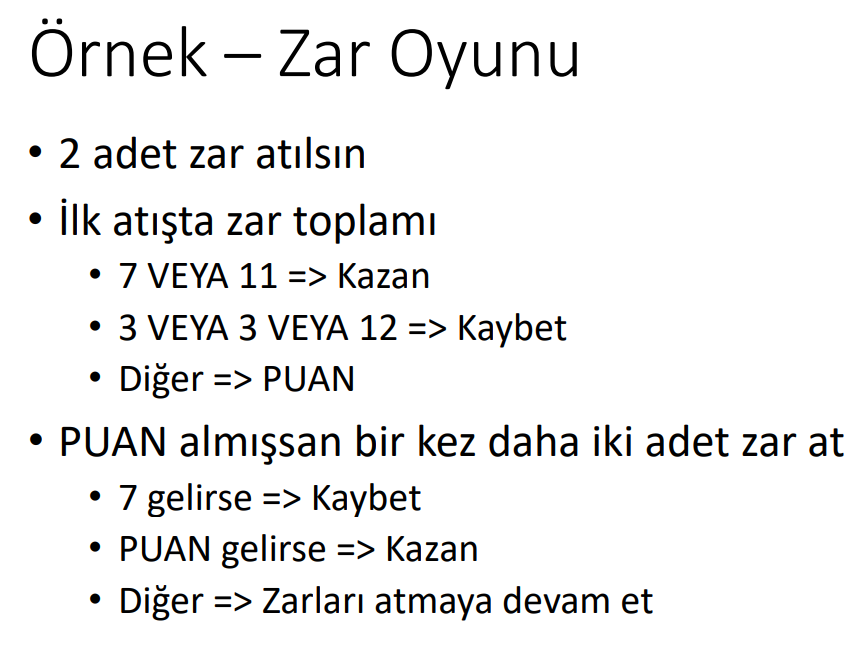 Örnek – Zar Oyunu
• 2 adet zar atılsın
• İlk atışta zar toplamı
• 7 VEYA 11 => Kazan
• 3 VEYA 3 VEYA 12 => Kaybet
• Diğer => PUAN
• PUAN almışsan bir kez daha iki adet zar at
• 7 gelirse => Kaybet
• PUAN gelirse => Kazan
• Diğer => Zarları atmaya devam et